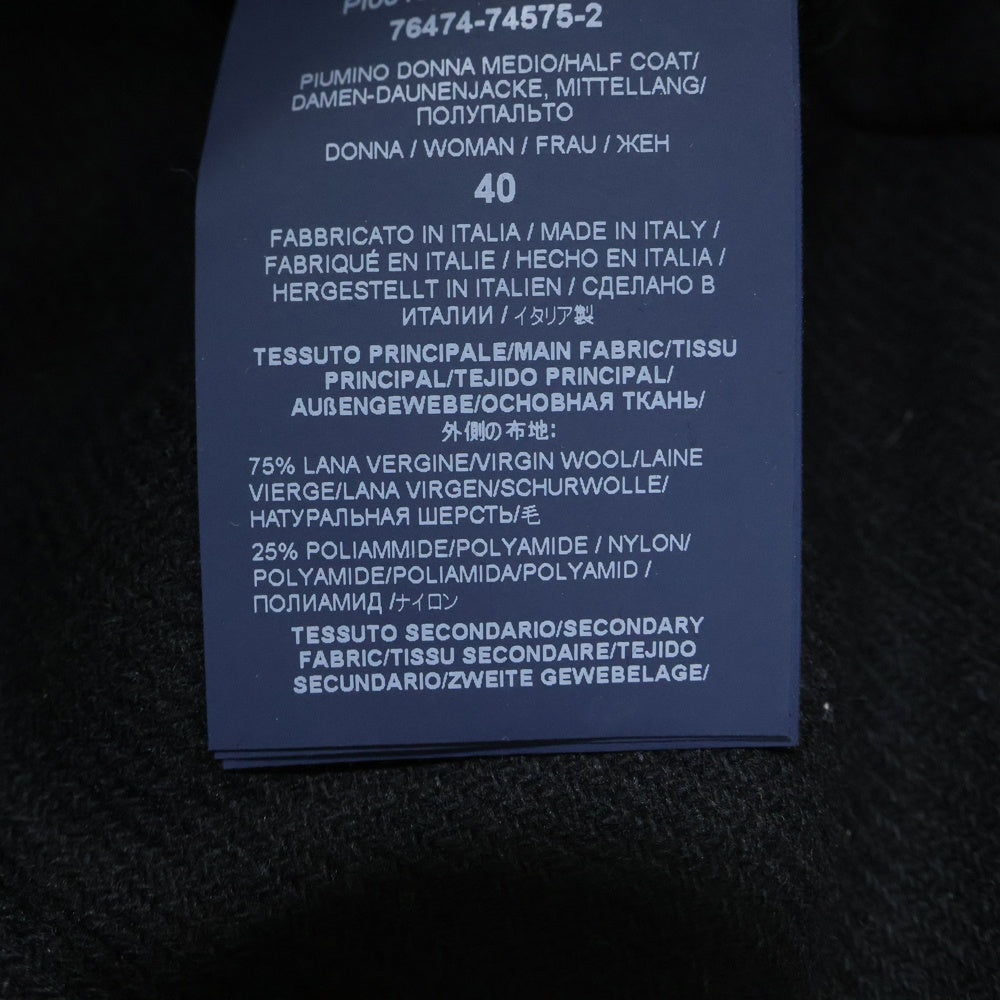 76474-74575-2
PIUMINO DONNA MEDIO/HALF COAT/
DAMEN-DAUNENJACKE, MITTELLANG/
ПОЛУПАЛЬТО
DONNA / WOMAN / FRAU / ЖЕН
40
FABBRICATO IN ITALIA / MADE IN ITALY /
FABRIQUÉ EN ITALIE / HECHO EN ITALIA /
HERGESTELLT IN ITALIEN / СДЕЛАНО В
ИТАЛИИ / イタリア製
TESSUTO PRINCIPALE/MAIN FABRIC/TISSU
PRINCIPAL/TEJIDO PRINCIPAL/
AUßENGEWEBE/ОСНОВНАЯ ТКАНЬ/
外側の布地:
75% LANA VERGINE/VIRGIN WOOL/LAINE
VIERGE/LANA VIRGEN/SCHURWOLLE/
НАТУРАЛЬНАЯ ШЕРСТЬ/毛
25% POLIAMMIDE/POLYAMIDE / NYLON/
POLYAMIDE/POLIAMIDA/POLYAMID /
ПОЛИАМИД /ナイロン
TESSUTO SECONDARIO/SECONDARY
FABRIC/TISSU SECONDAIRE/TEJIDO
SECUNDARIO/ZWEITE GEWEBELAGE/